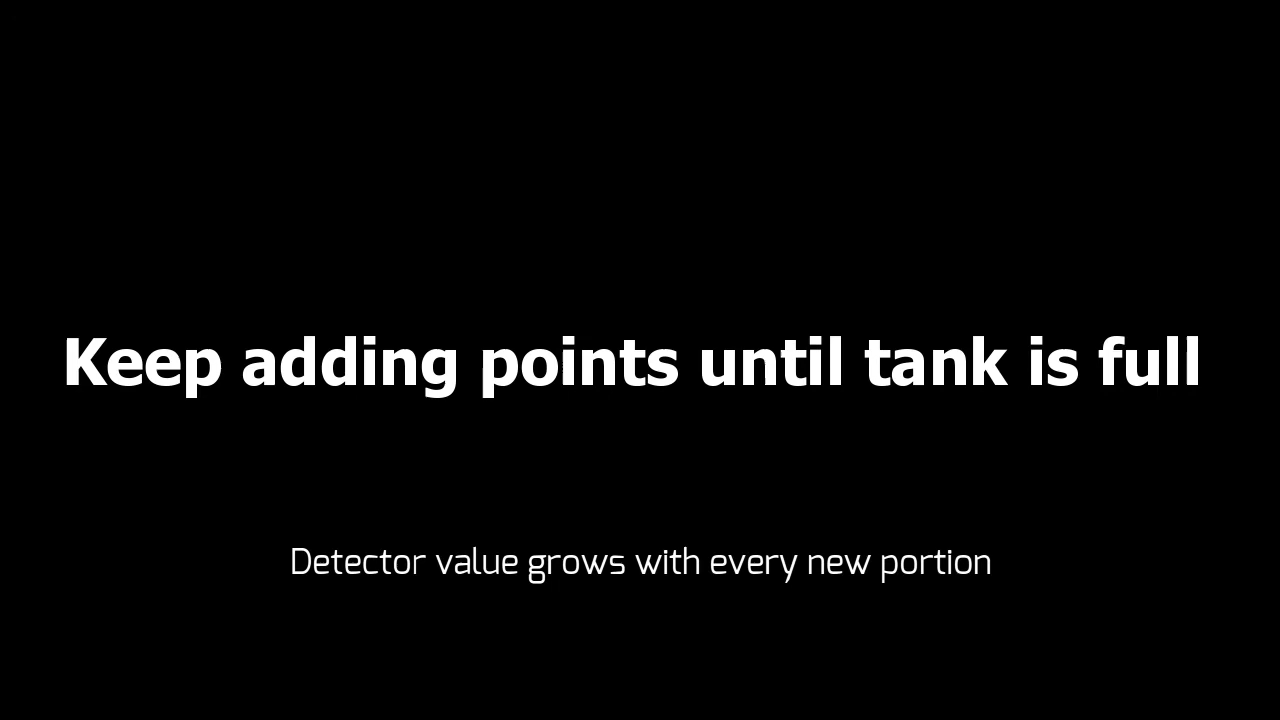 Keep adding points until tank is full
Detector value grows with every new portion